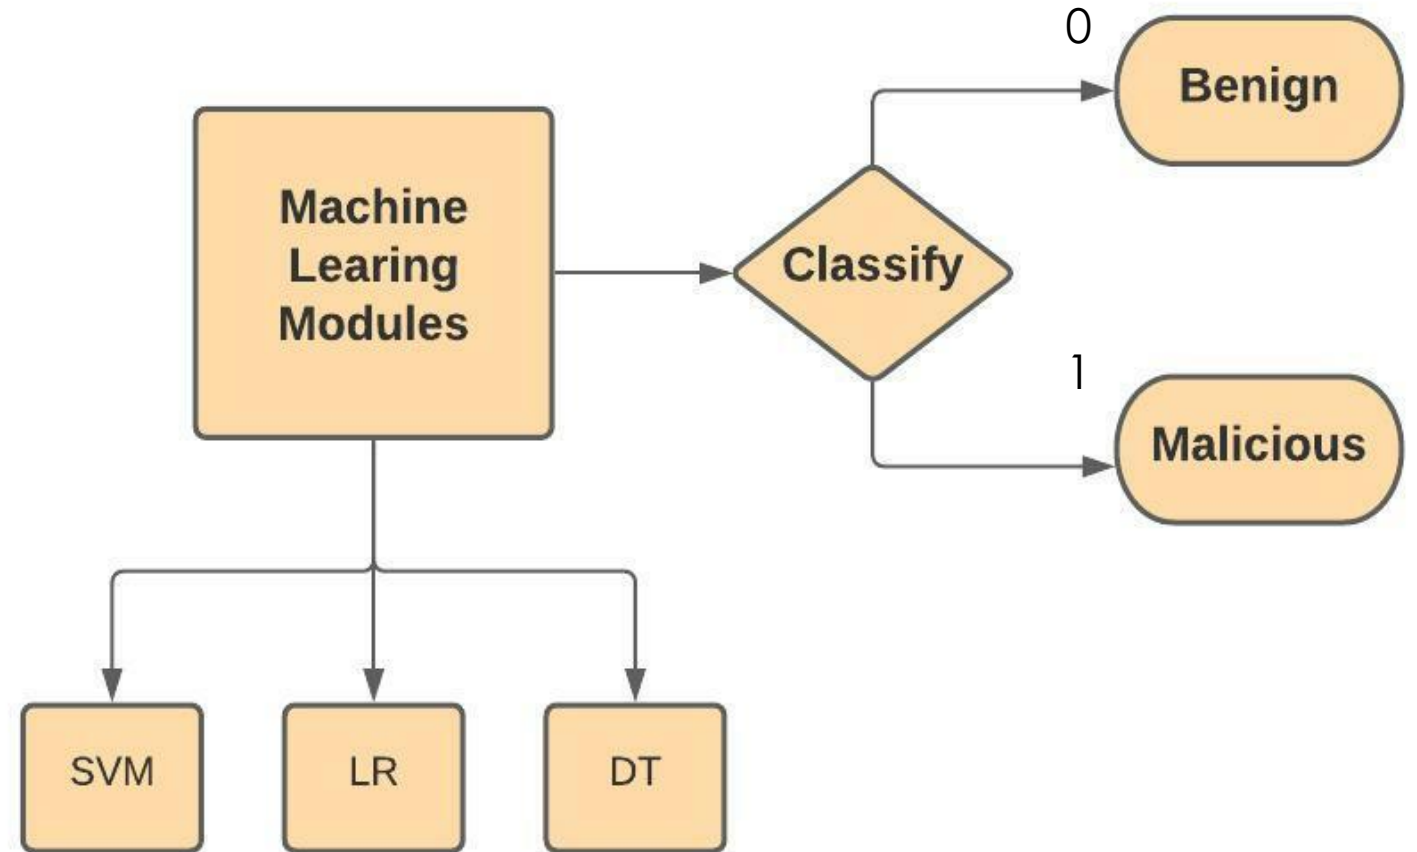 0
Benign
Machine
Learing
Modules
Classify
1
Malicious
SVM
LR
DT